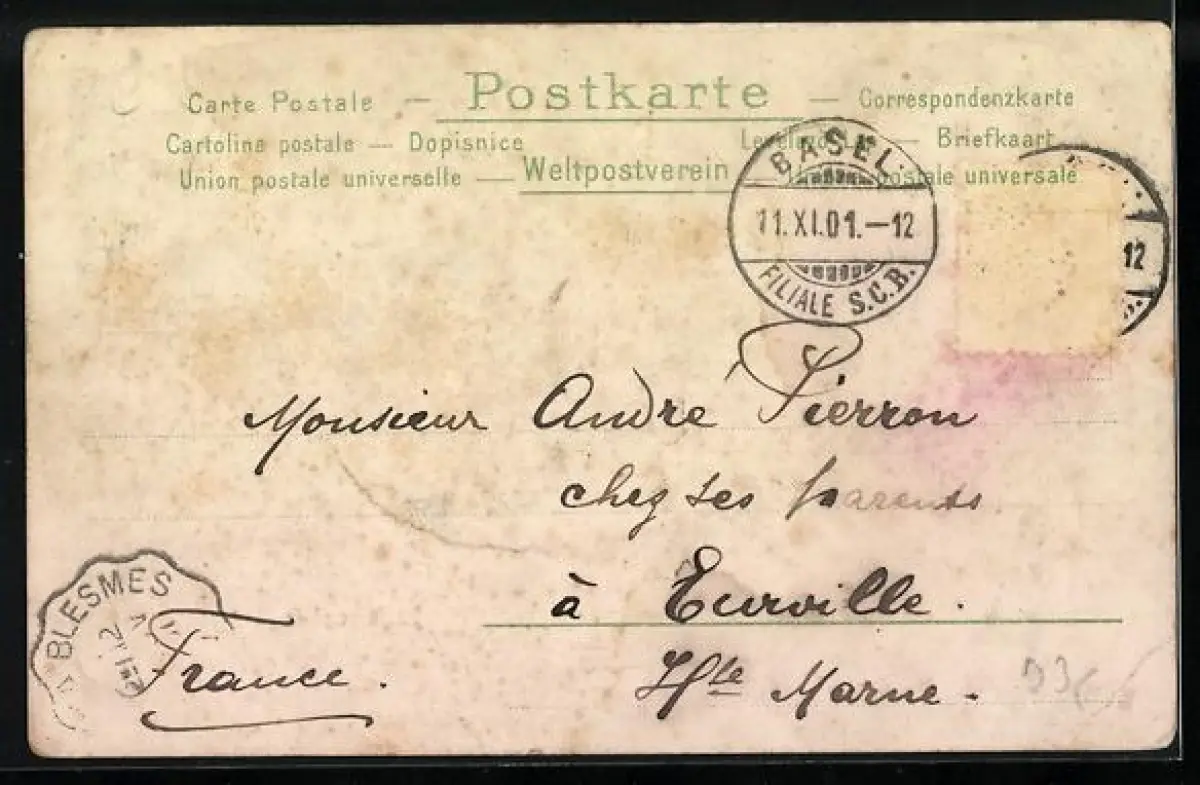 Carte Postale — Postkarte — Correspondenzkarte
Cartolina postale — Dopisnice — Briefkaart
Union postale universelle — Weltpostverein — postale universale
BASEL
11.XI.01.—12
FILIALE S.C.B.
12
Monsieur André Pierron
chez ses parents
à Eurville.
Hte Marne.
France.
BLESMES